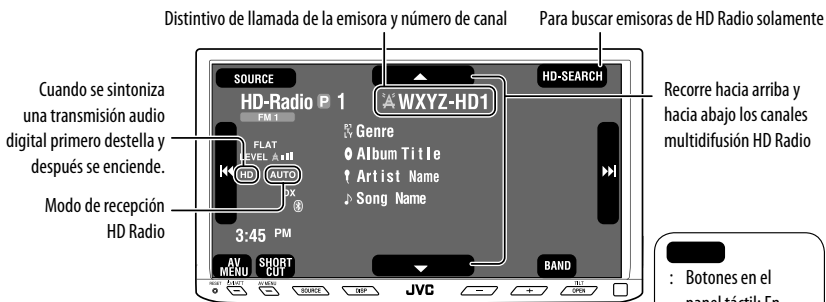 Distintivo de llamada de la emisora y número de canal
Para buscar emisoras de HD Radio solamente
Cuando se sintoniza
una transmisión audio
digital primero destella y
después se enciende.
Modo de recepción
HD Radio
SOURCE
HD-SEARCH
HD-Radio P 1
WXYZ-HD1
FM 1
Genre
FLAT
LEVEL
Album Title
HD AUTO
Artist Name
DX
Song Name
3:45 PM
AV MENU
SHORT CUT
BAND
Recorre hacia arriba y
hacia abajo los canales
multidifusión HD Radio
RESET
AV MENU
SOURCE
DISP
JVC
TILT
OPEN
: Botones en el
panel táctil: En